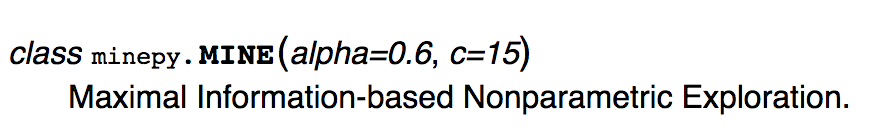 class minepy.MINE(alpha=0.6, c=15)
Maximal Information-based Nonparametric Exploration.